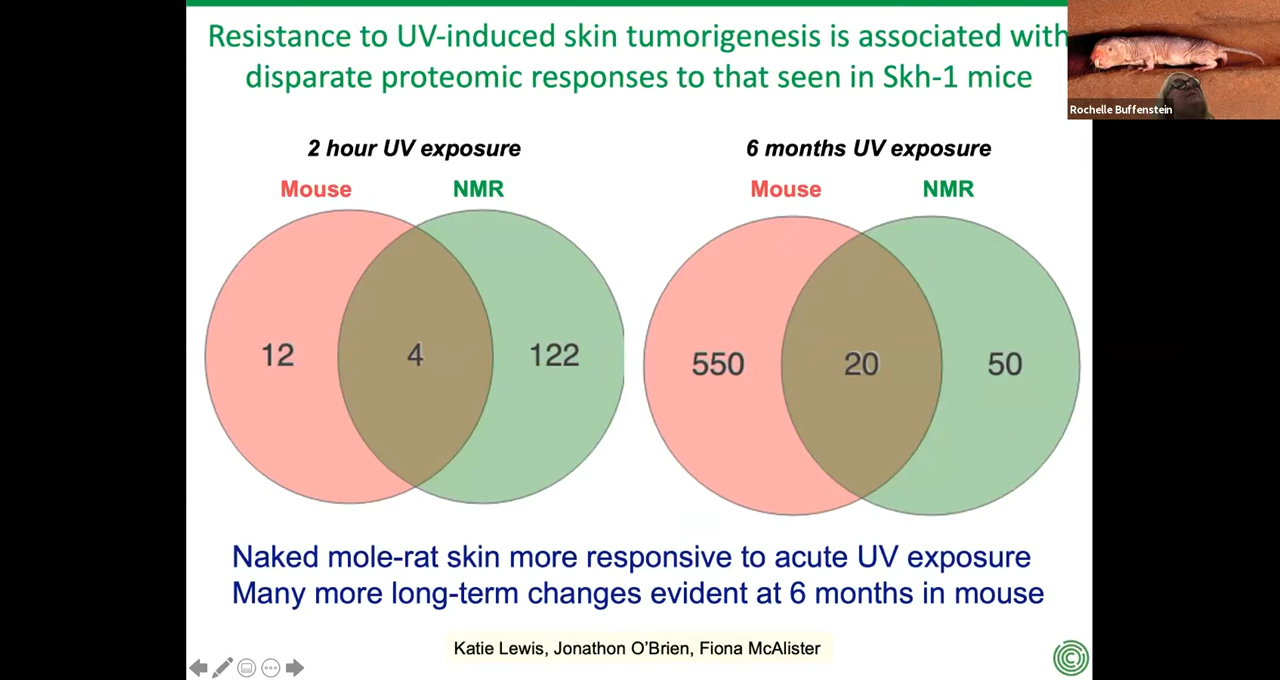 Resistance to UV-induced skin tumorigenesis is associated with
disparate proteomic responses to that seen in Skh-1 mice
Rochelle Buffenstein
2 hour UV exposure
Mouse
NMR
12
4
122
6 months UV exposure
Mouse
NMR
550
20
50
Naked mole-rat skin more responsive to acute UV exposure
Many more long-term changes evident at 6 months in mouse
Katie Lewis, Jonathon O'Brien, Fiona McAlister